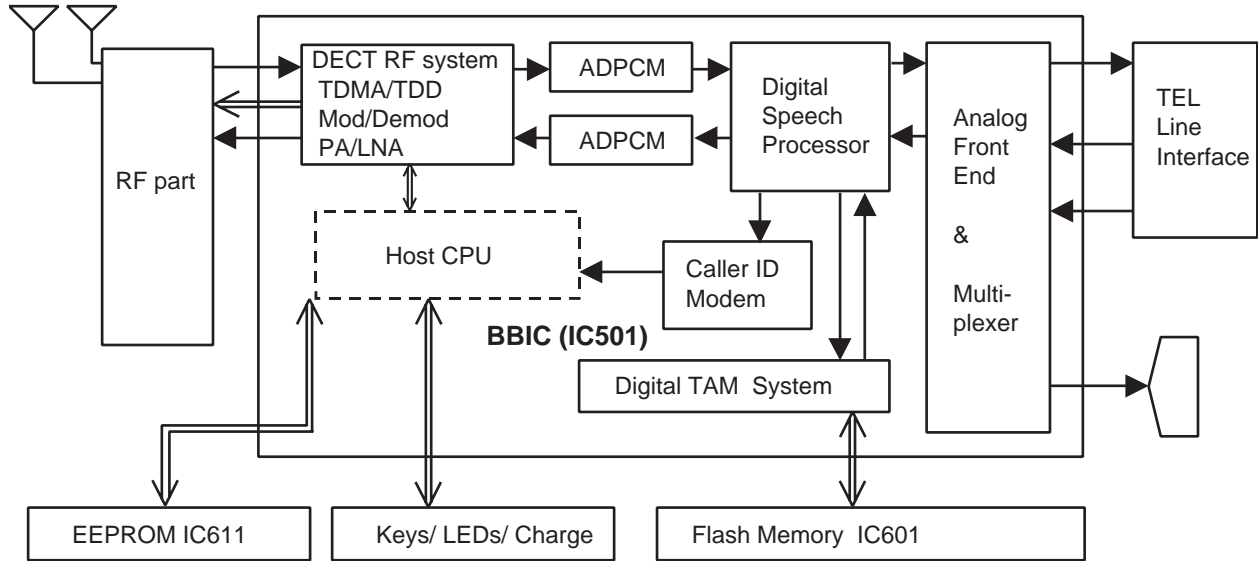 DECT RF system
TDMA/TDD
Mod/Demod
PA/LNA
ADPCM
ADPCM
Digital
Speech
Processor
Analog
Front
End
&
Multi-
plexer
TEL
Line
Interface
RF part
Host CPU
Caller ID
Modem
BBIC (IC501)
Digital TAM System
EEPROM IC611
Keys/ LEDs/ Charge
Flash Memory IC601